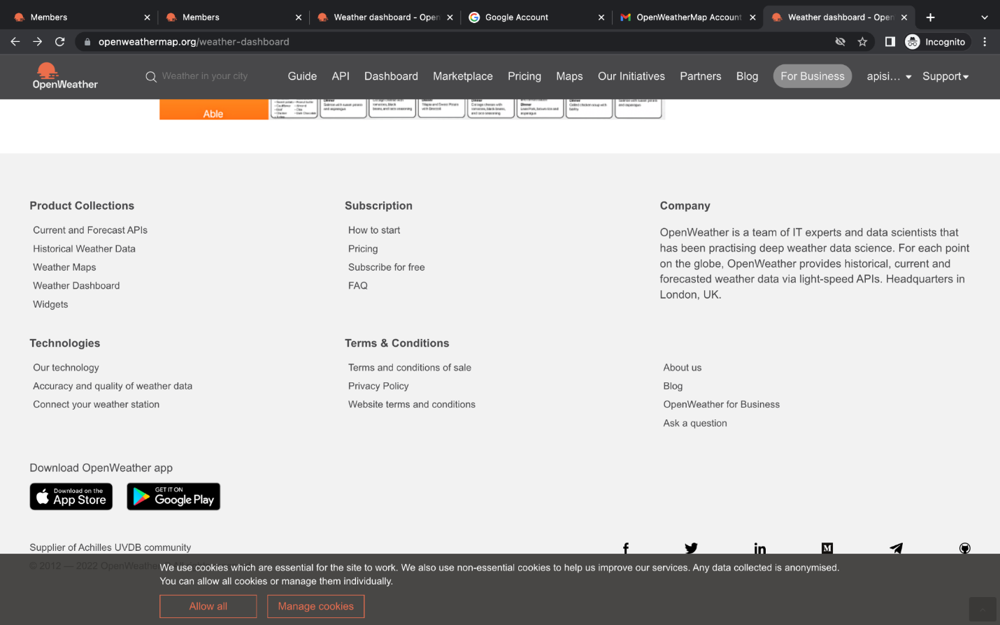 Members
Members
Weather dashboard - Open
Google Account
OpenWeatherMap Account
Weather dashboard - Open
openweathermap.org/weather-dashboard
Incognito
OpenWeather
Weather in your city
Guide
API
Dashboard
Marketplace
Pricing
Maps
Our Initiatives
Partners
Blog
For Business
apisi...
Support
Able
Product Collections
Current and Forecast APIs
Historical Weather Data
Weather Maps
Weather Dashboard
Widgets
Subscription
How to start
Pricing
Subscribe for free
FAQ
Company
OpenWeather is a team of IT experts and data scientists that
has been practising deep weather data science. For each point
on the globe, OpenWeather provides historical, current and
forecasted weather data via light-speed APIs. Headquarters in
London, UK.
Technologies
Our technology
Accuracy and quality of weather data
Connect your weather station
Terms & Conditions
Terms and conditions of sale
Privacy Policy
Website terms and conditions
About us
Blog
OpenWeather for Business
Ask a question
Download OpenWeather app
Download on the
App Store
GET IT ON
Google Play
Supplier of Achilles UVDB community
© 2012 — 2022 OpenWeather
We use cookies which are essential for the site to work. We also use non-essential cookies to help us improve our services. Any data collected is anonymised.
You can allow all cookies or manage them individually.
Allow all
Manage cookies